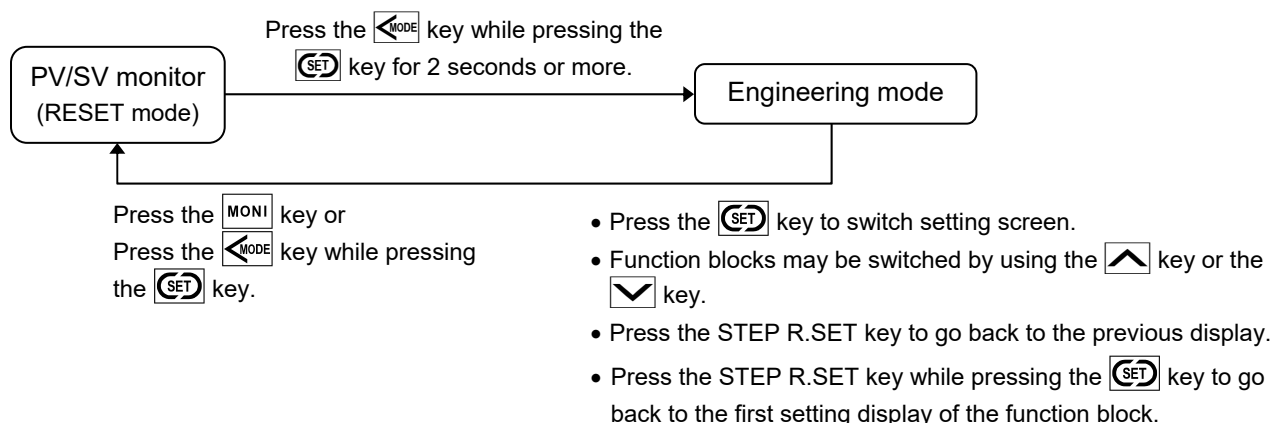 Press the <MODE key while pressing the
SET key for 2 seconds or more.
PV/SV monitor
(RESET mode)
Engineering mode
Press the MONI key or
Press the <MODE key while pressing
the SET key.
• Press the SET key to switch setting screen.
• Function blocks may be switched by using the ∧ key or the
∨ key.
• Press the STEP R.SET key to go back to the previous display.
• Press the STEP R.SET key while pressing the SET key to go
back to the first setting display of the function block.